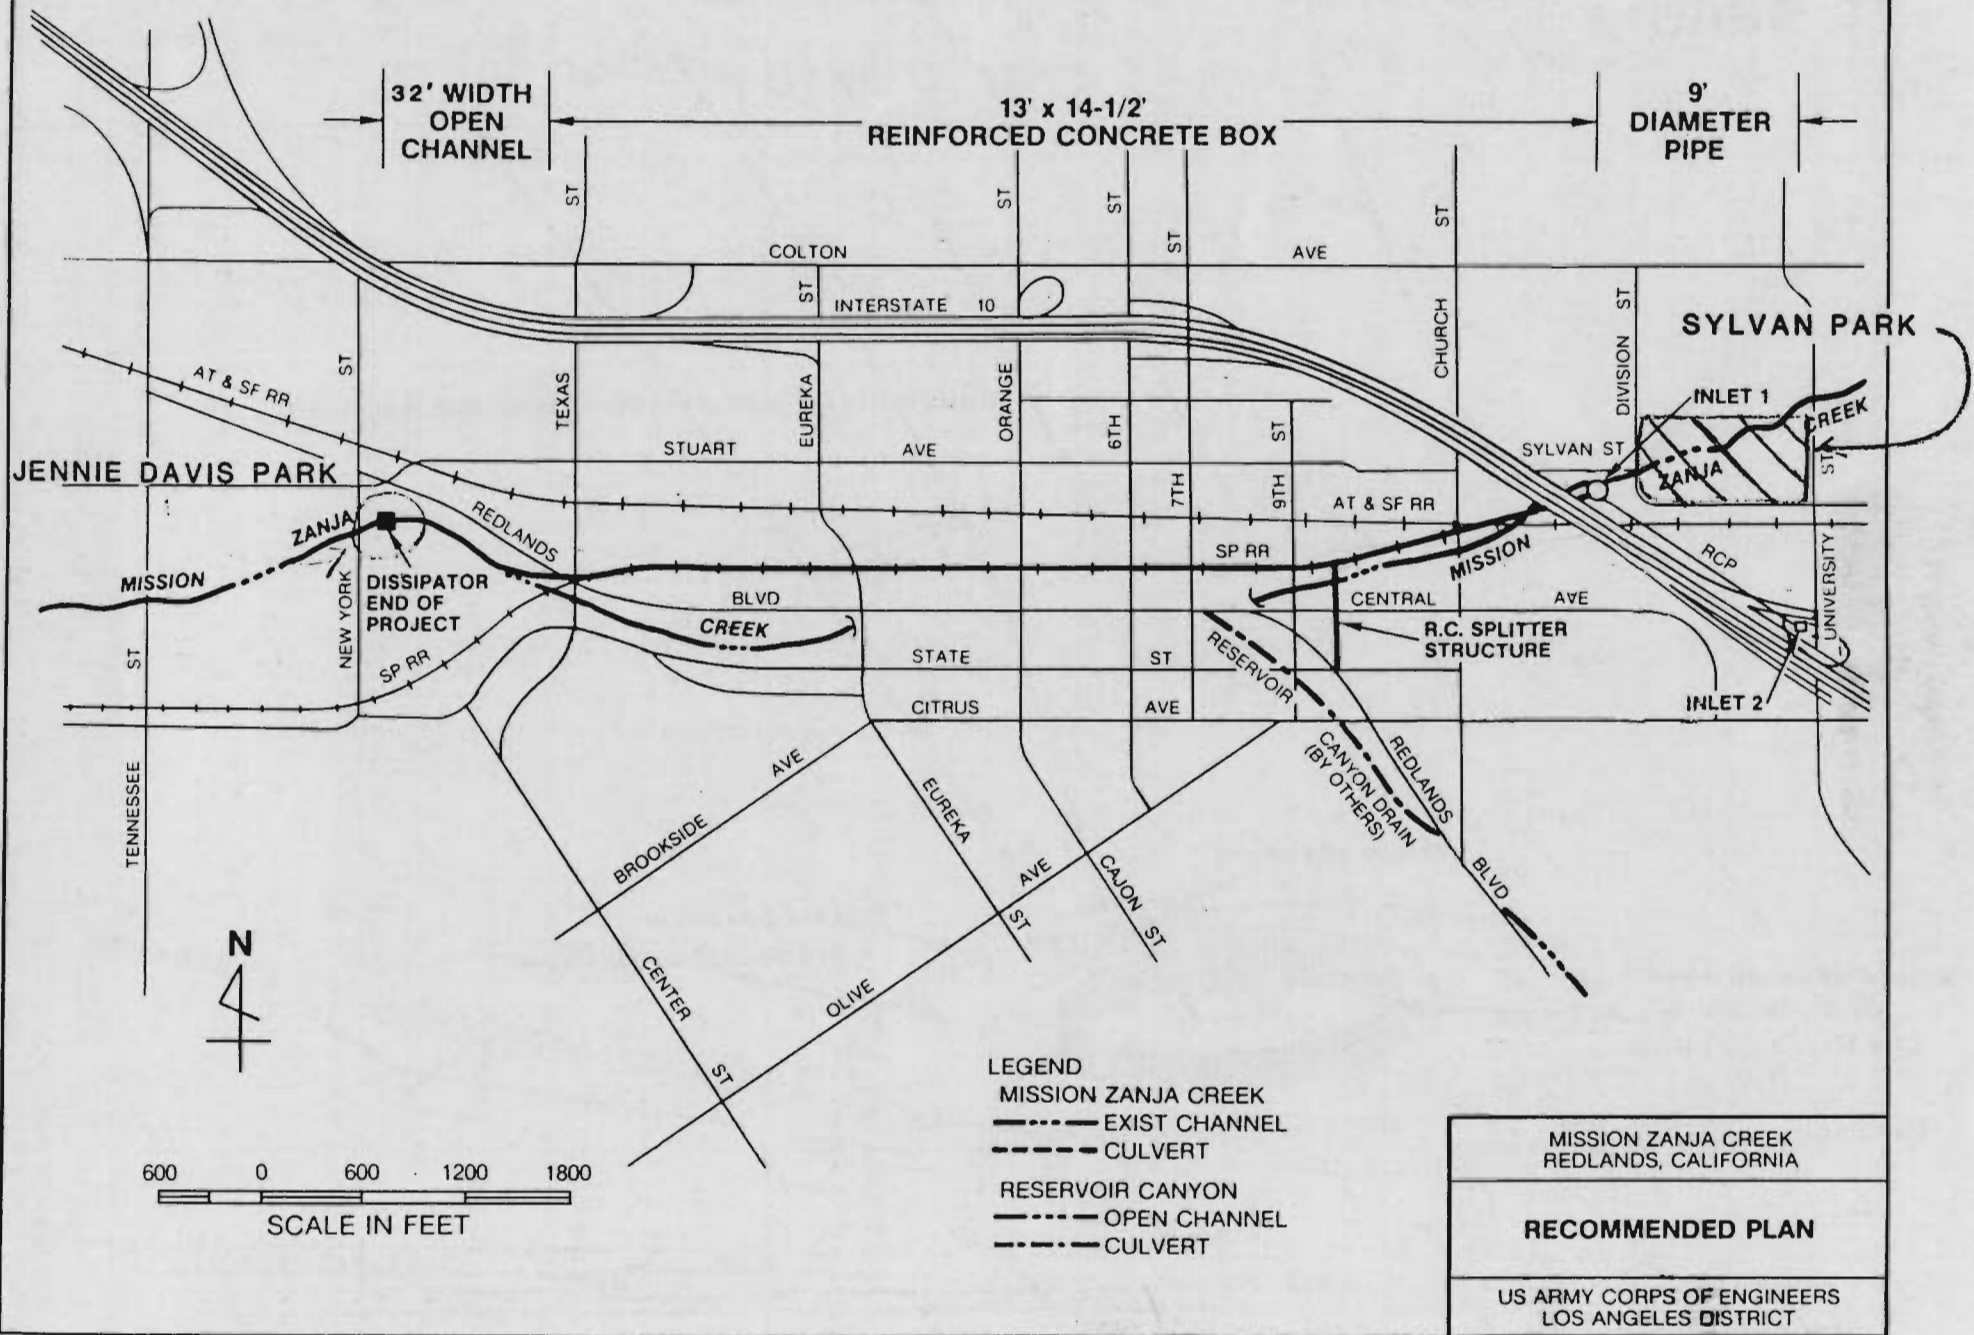 32' WIDTH
OPEN
CHANNEL
13' x 14-1/2'
REINFORCED CONCRETE BOX
9'
DIAMETER
PIPE
ST
ST
ST
ST
ST
COLTON
AVE
ST
INTERSTATE 10
CHURCH
DIVISION ST
SYLVAN PARK
ST
AT & SF RR
TEXAS
EUREKA
ORANGE
6TH
INLET 1
CREEK
STUART
AVE
ST
SYLVAN ST
ZANJA
ST
JENNIE DAVIS PARK
7TH
9TH
AT & SF RR
ZANJA
REDLANDS
SP RR
MISSION
RCP
UNIVERSITY
MISSION
NEW YORK
DISSIPATOR
END OF
PROJECT
BLVD
CREEK
CENTRAL
AVE
R.C. SPLITTER
STRUCTURE
ST
SP RR
STATE
ST
RESERVOIR
CITRUS
AVE
INLET 2
TENNESSEE
BROOKSIDE
AVE
EUREKA
ST
CANYON DRAIN
(BY OTHERS)
REDLANDS
BLVD
AVE
CAJON
ST
CENTER
ST
OLIVE
N
LEGEND
MISSION ZANJA CREEK
EXIST CHANNEL
CULVERT
RESERVOIR CANYON
OPEN CHANNEL
CULVERT
600 0 600 1200 1800
SCALE IN FEET
MISSION ZANJA CREEK
REDLANDS, CALIFORNIA
RECOMMENDED PLAN
US ARMY CORPS OF ENGINEERS
LOS ANGELES DISTRICT